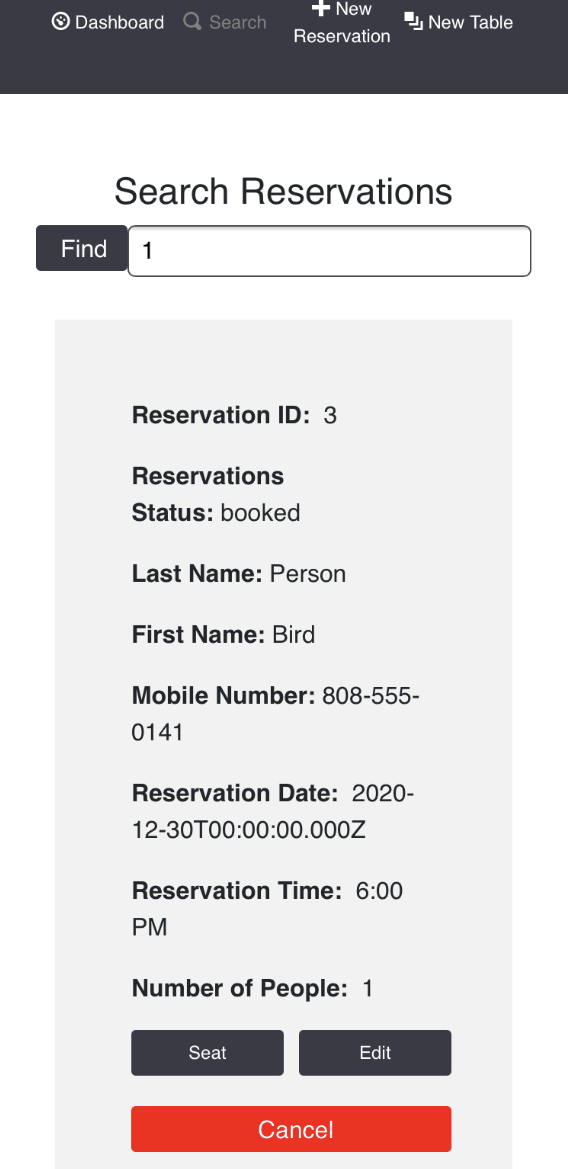 Dashboard
Search
New
Reservation
New Table
Search Reservations
Find
1
Reservation ID: 3
Reservations
Status: booked
Last Name: Person
First Name: Bird
Mobile Number: 808-555-
0141
Reservation Date: 2020-
12-30T00:00:00.000Z
Reservation Time: 6:00
PM
Number of People: 1
Seat
Edit
Cancel